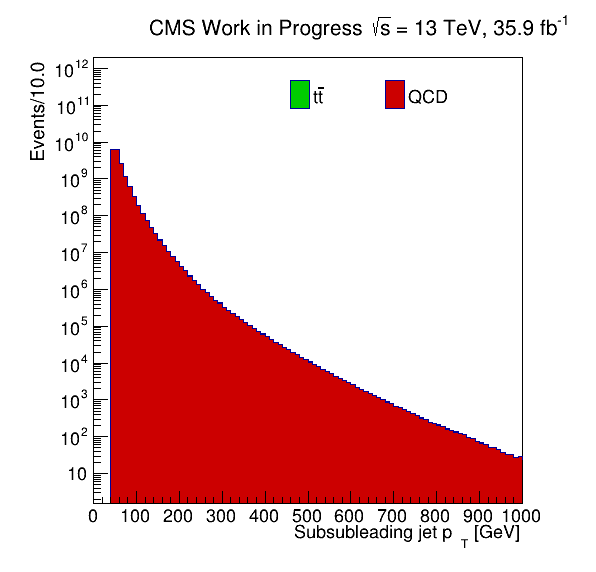 CMS Work in Progress √s = 13 TeV, 35.9 fb⁻¹
Events/10.0
tt̄
QCD
10¹²
10¹¹
10¹⁰
10⁹
10⁸
10⁷
10⁶
10⁵
10⁴
10³
10²
10
0 100 200 300 400 500 600 700 800 900 1000
Subsubleading jet p_T [GeV]